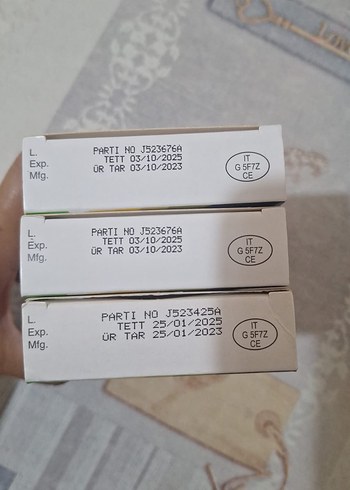 L.
Exp.
Mfg.
PARTI NO J523676A
TETT 03/10/2025
ÜR TAR 03/10/2023
IT
G 5F7Z
CE
L.
Exp.
Mfg.
PARTI NO J523676A
TETT 03/10/2025
ÜR TAR 03/10/2023
IT
G 5F7Z
CE
L.
Exp.
Mfg.
PARTI NO J523425A
TETT 25/01/2025
ÜR TAR 25/01/2023
IT
G 5F7Z
CE